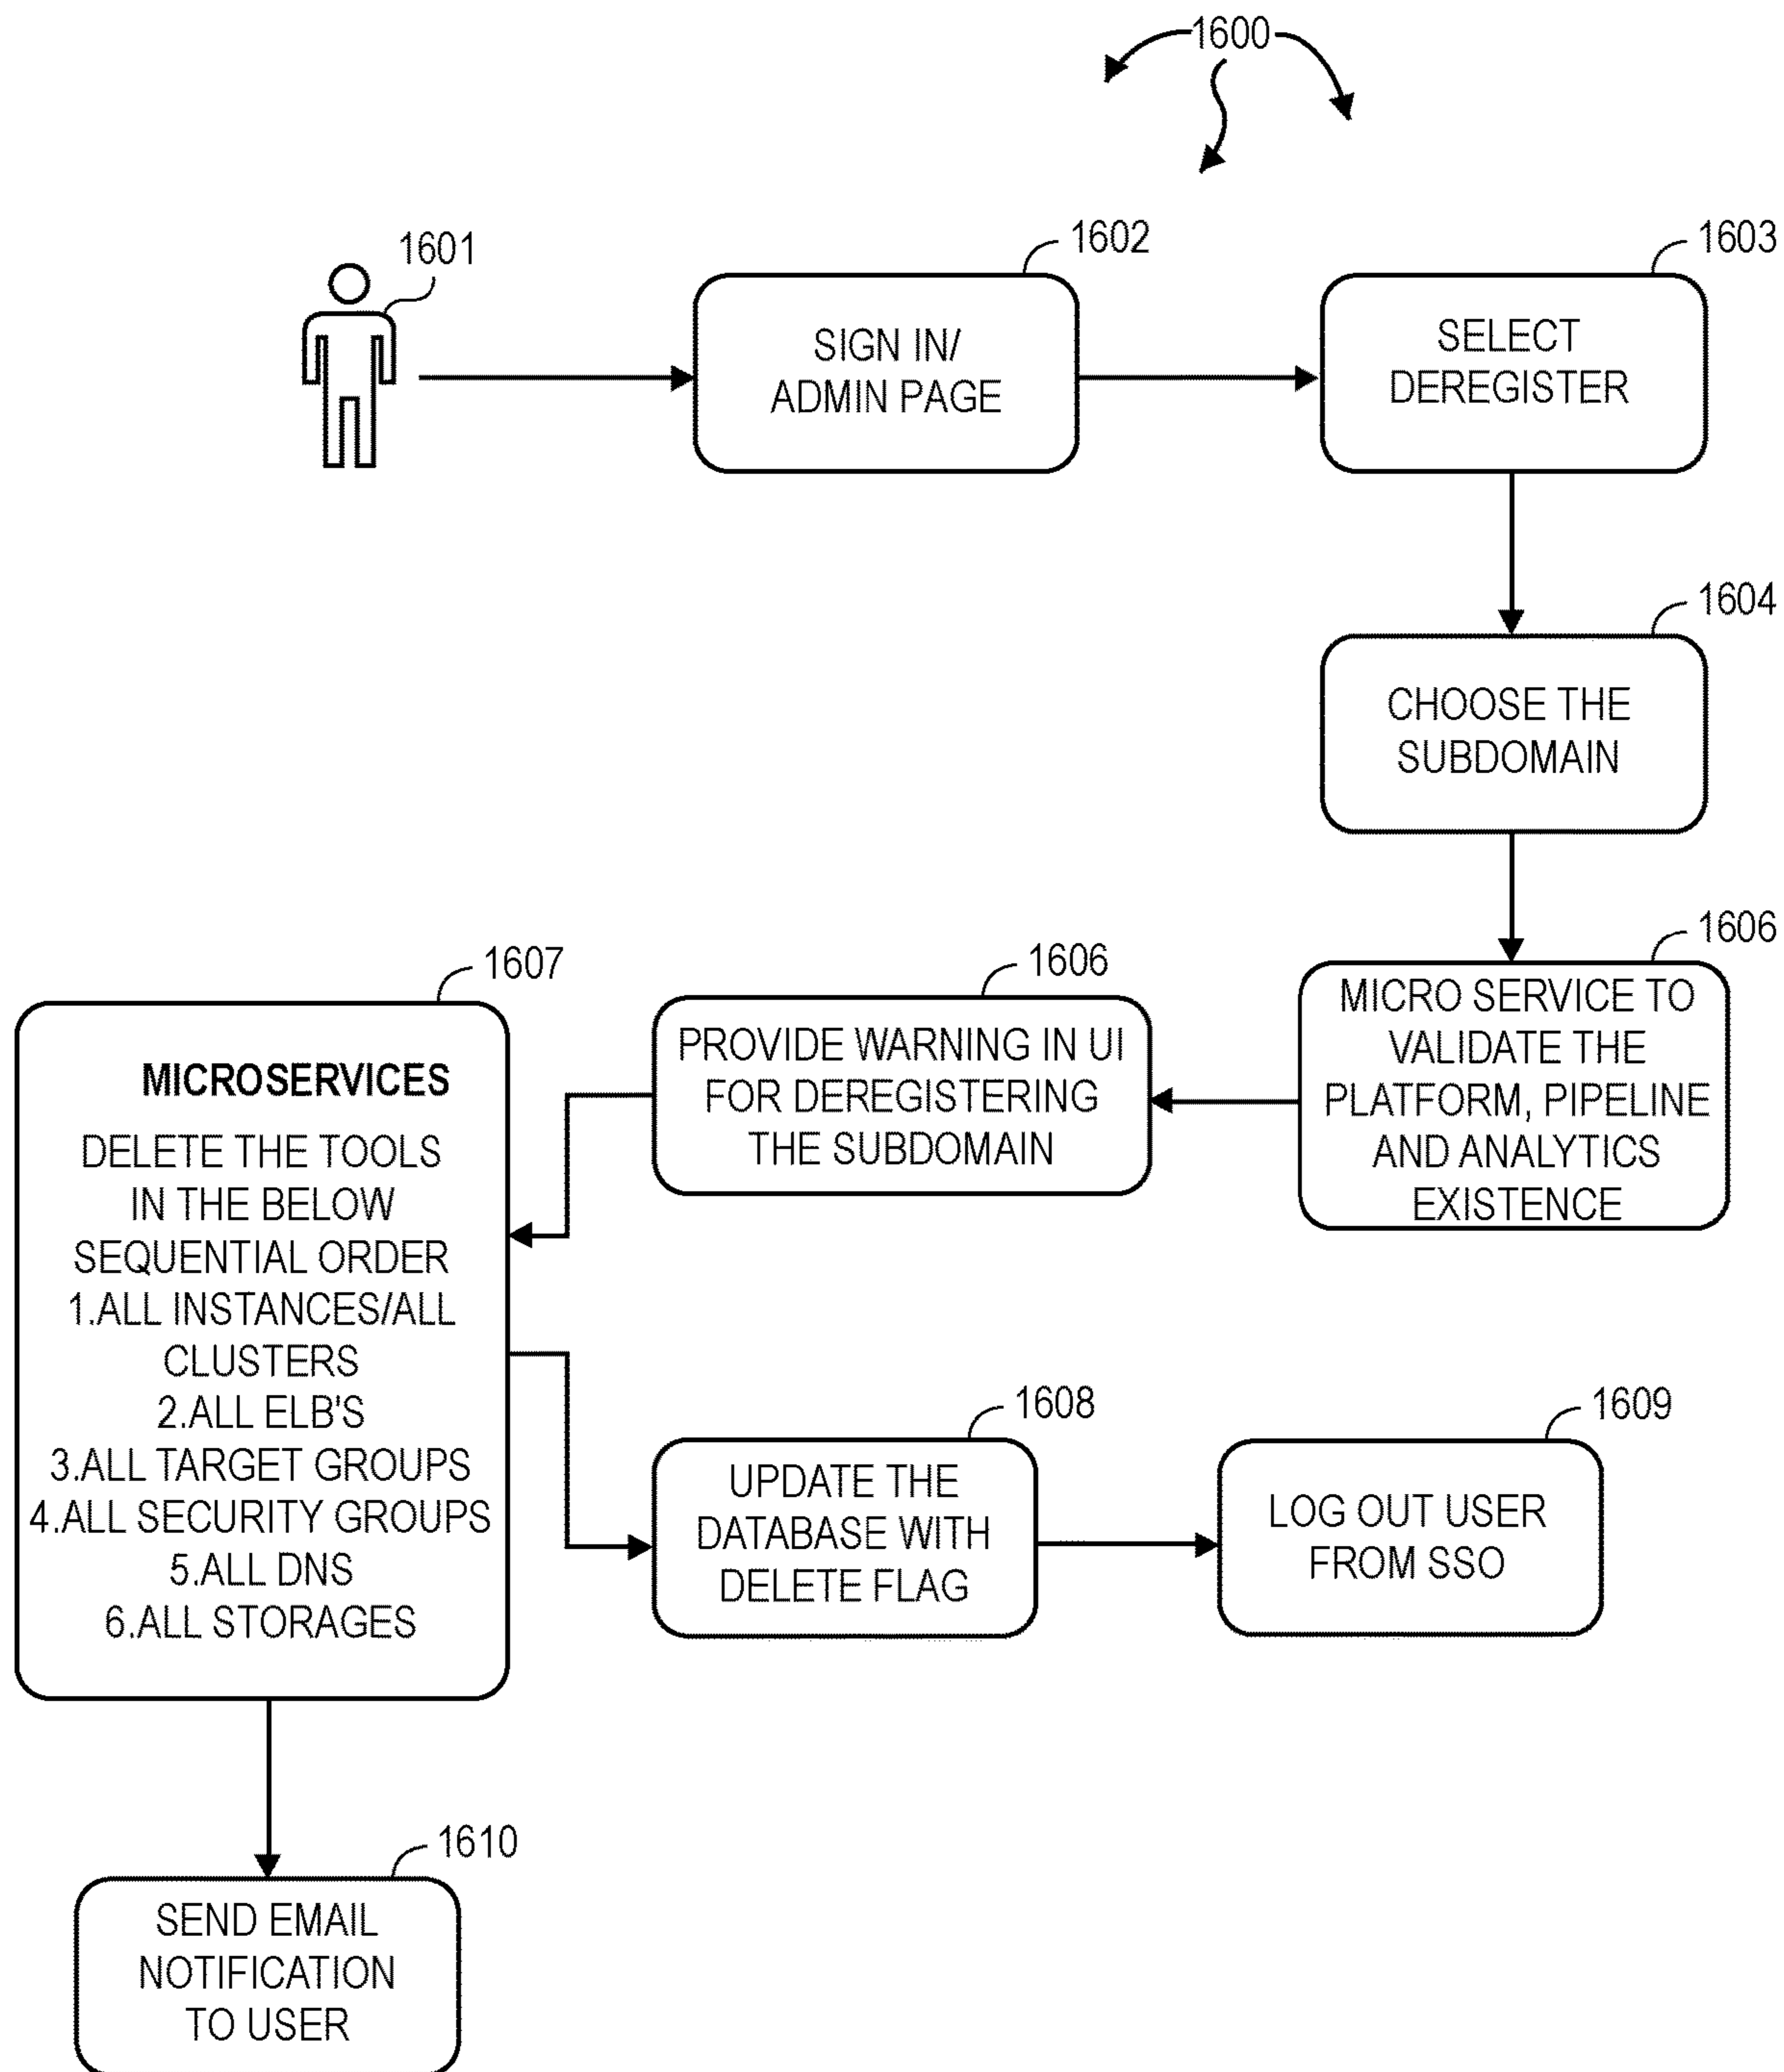 1600
1601
1602
1603
SIGN IN/
ADMIN PAGE
SELECT
DEREGISTER
1604
CHOOSE THE
SUBDOMAIN
1606
MICRO SERVICE TO
VALIDATE THE
PLATFORM, PIPELINE
AND ANALYTICS
EXISTENCE
1606
PROVIDE WARNING IN UI
FOR DEREGISTERING
THE SUBDOMAIN
1607
MICROSERVICES
DELETE THE TOOLS
IN THE BELOW
SEQUENTIAL ORDER
1.ALL INSTANCES/ALL
CLUSTERS
2.ALL ELB'S
3.ALL TARGET GROUPS
4.ALL SECURITY GROUPS
5.ALL DNS
6.ALL STORAGES
1608
UPDATE THE
DATABASE WITH
DELETE FLAG
1609
LOG OUT USER
FROM SSO
1610
SEND EMAIL
NOTIFICATION
TO USER